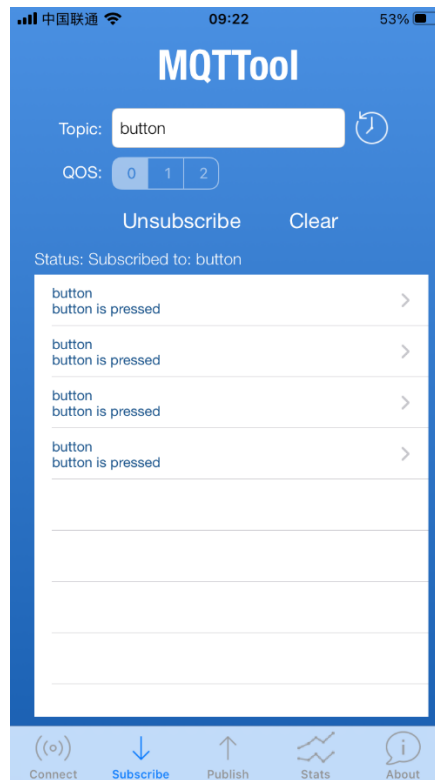 中国联通 09:22 53%
MQTTool
Topic: button
QOS: 0 1 2
Unsubscribe Clear
Status: Subscribed to: button
button
button is pressed
button
button is pressed
button
button is pressed
button
button is pressed
Connect Subscribe Publish Stats About